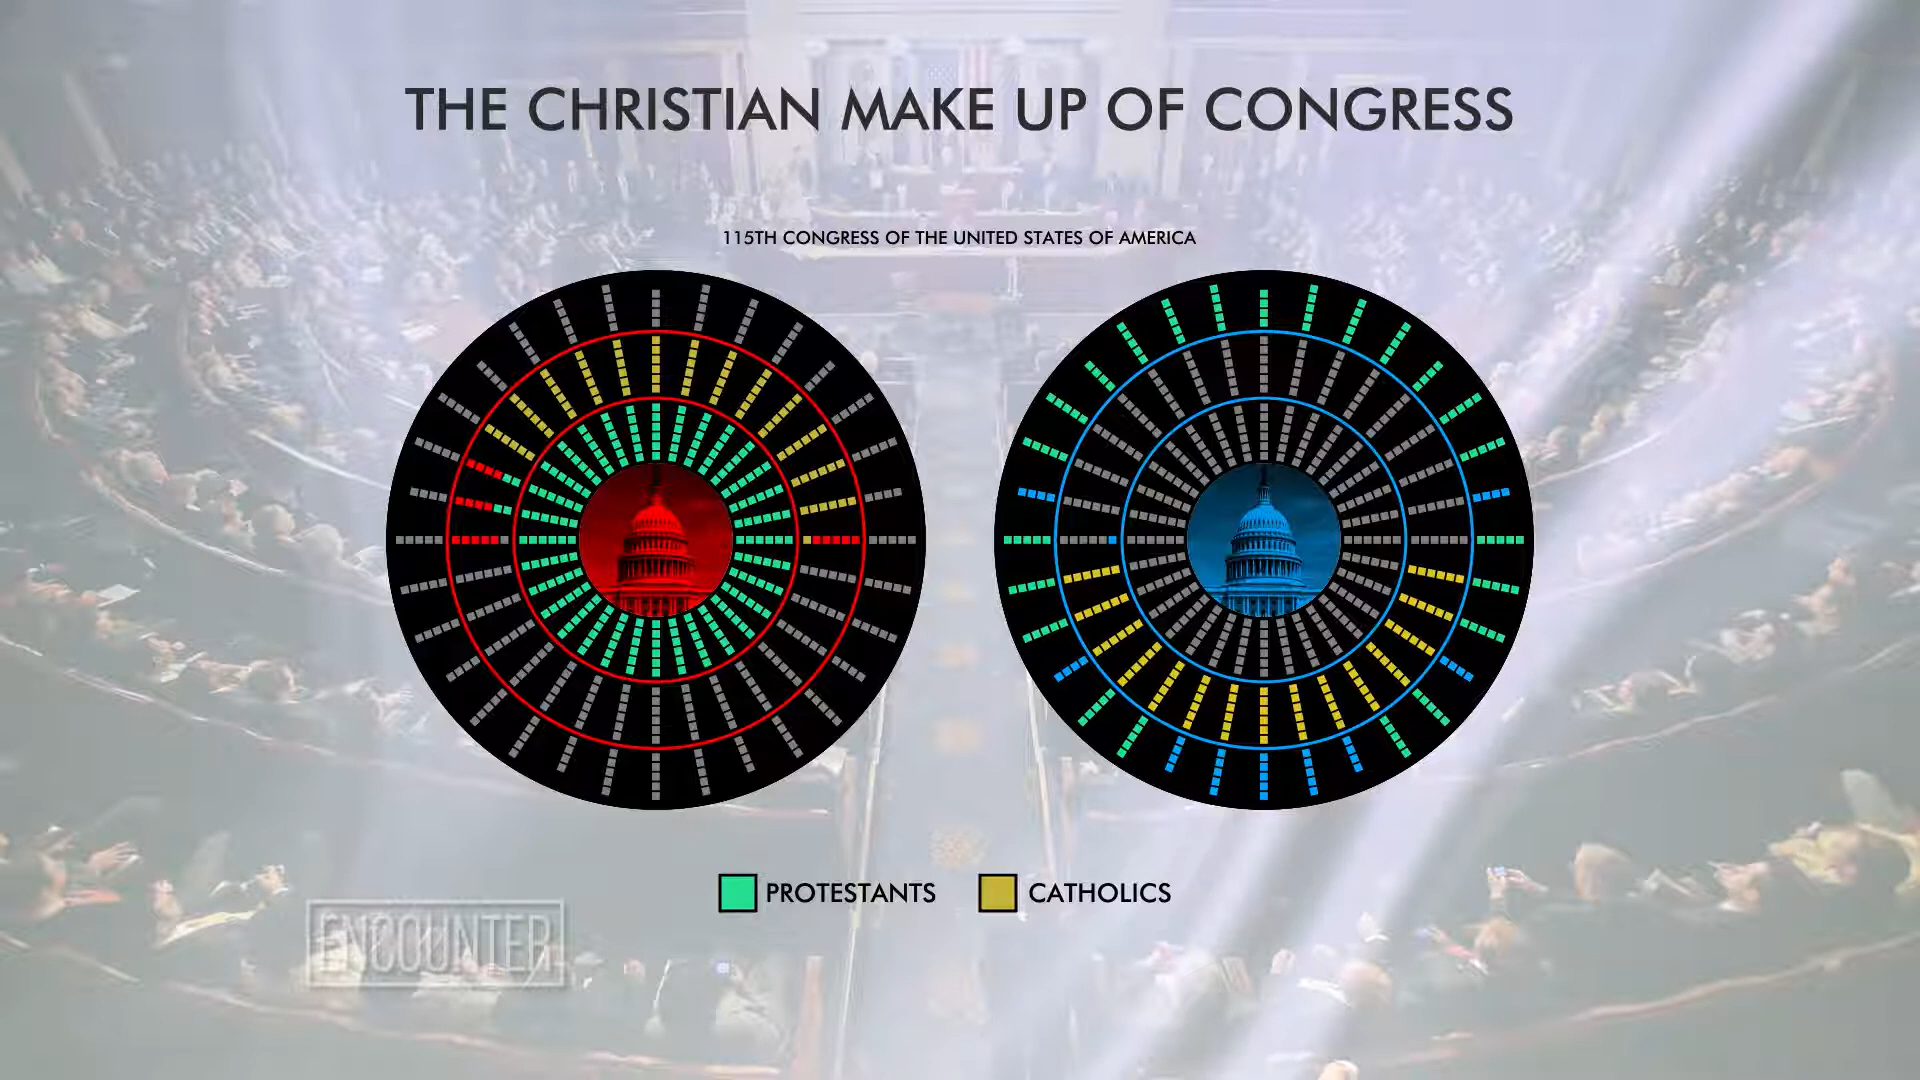 THE CHRISTIAN MAKE UP OF CONGRESS
115TH CONGRESS OF THE UNITED STATES OF AMERICA
PROTESTANTS
CATHOLICS
ENCOUNTER